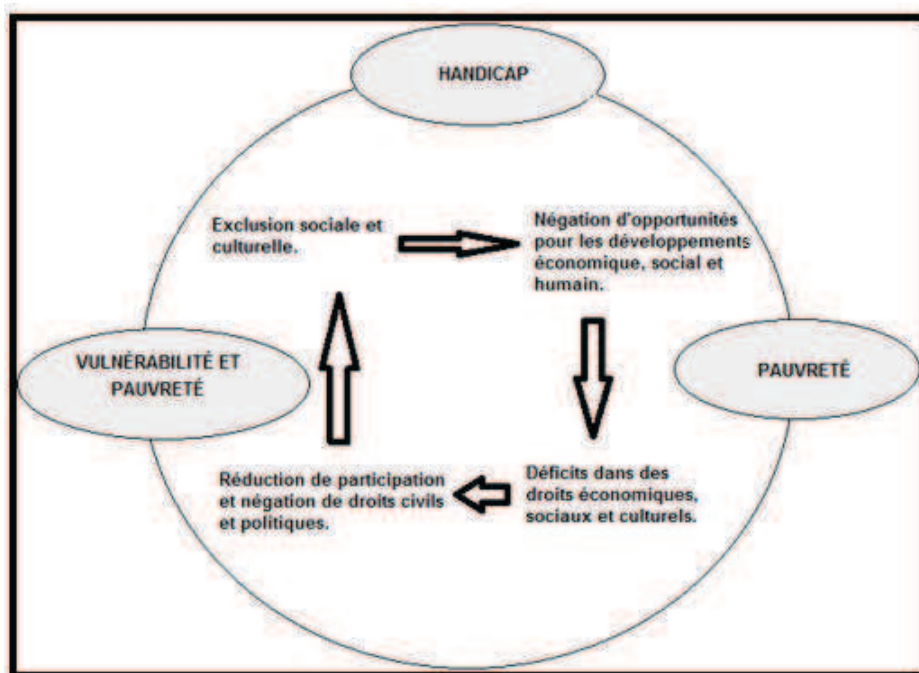 HANDICAP
Exclusion sociale et
culturelle.
Négation d'opportunités
pour les développements
économique, social et
humain.
VULNÉRABILITÉ ET
PAUVRETÉ
PAUVRETÉ
Réduction de participation
et négation de droits civils
et politiques.
Déficits dans des
droits économiques,
sociaux et culturels.